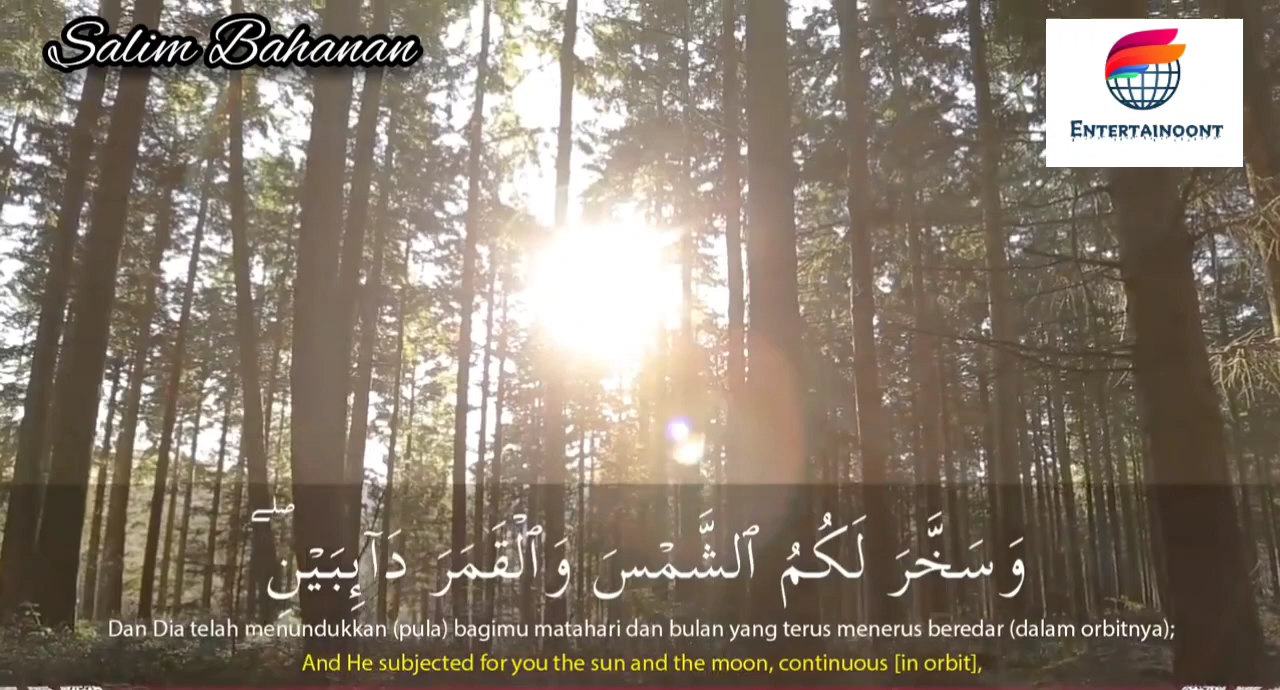 Salim Bahanan
ENTERTAINOONT
وَسَخَّرَ لَكُمُ ٱلشَّمْسَ وَٱلْقَمَرَ دَآئِبَيْنِ ۖ
Dan Dia telah menundukkan (pula) bagimu matahari dan bulan yang terus menerus beredar (dalam orbitnya);
And He subjected for you the sun and the moon, continuous [in orbit],